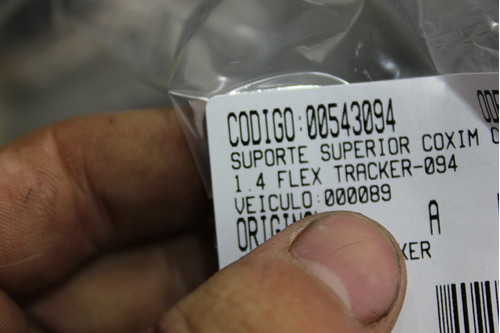 CODIGO:00543094
SUPORTE SUPERIOR COXIM
1.4 FLEX TRACKER-094
VEICULO:000089
A